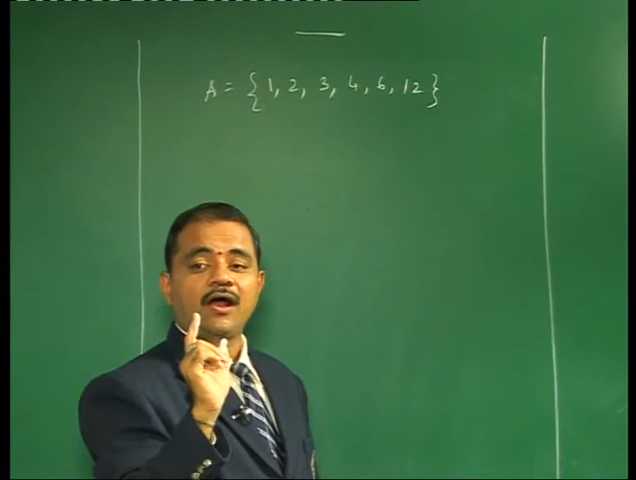 A = {1, 2, 3, 4, 6, 12}